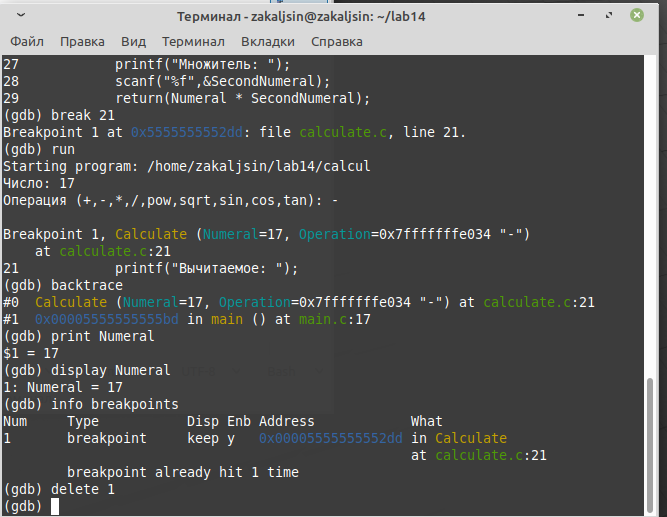 Терминал - zakaljsin@zakaljsin: ~/lab14
Файл Правка Вид Терминал Вкладки Справка
27 printf("Множитель: ");
28 scanf("%f",&SecondNumeral);
29 return(Numeral * SecondNumeral);
(gdb) break 21
Breakpoint 1 at 0x5555555552dd: file calculate.c, line 21.
(gdb) run
Starting program: /home/zakaljsin/lab14/calcul
Число: 17
Операция (+,-,*,/,pow,sqrt,sin,cos,tan): -
Breakpoint 1, Calculate (Numeral=17, Operation=0x7fffffffe034 "-")
at calculate.c:21
21 printf("Вычитаемое: ");
(gdb) backtrace
#0 Calculate (Numeral=17, Operation=0x7fffffffe034 "-") at calculate.c:21
#1 0x00005555555555bd in main () at main.c:17
(gdb) print Numeral
$1 = 17
(gdb) display Numeral
1: Numeral = 17
(gdb) info breakpoints
Num Type Disp Enb Address What
1 breakpoint keep y 0x00005555555552dd in Calculate
at calculate.c:21
breakpoint already hit 1 time
(gdb) delete 1
(gdb)